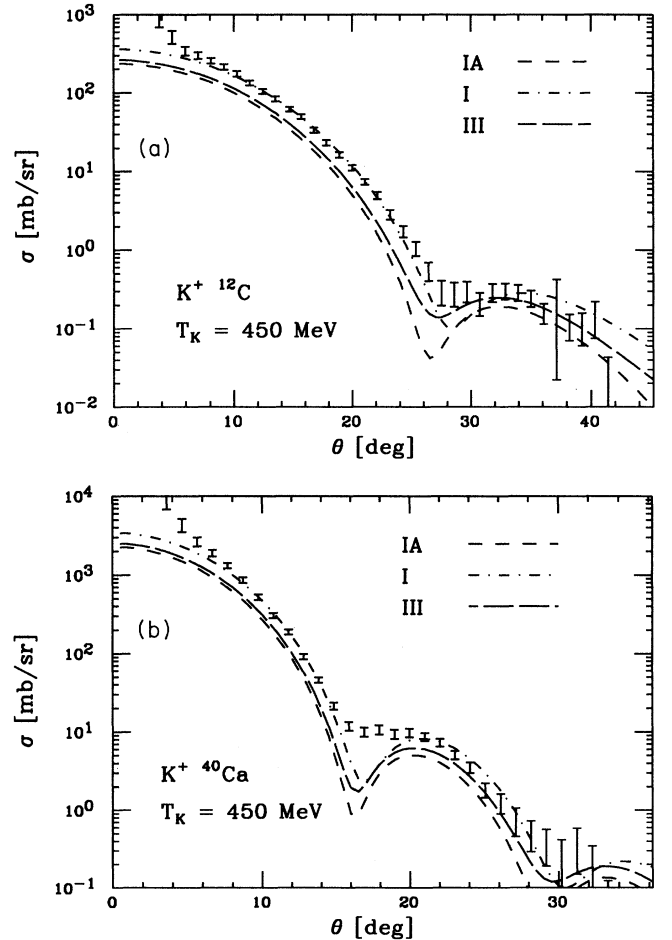 10³
10²
10¹
10⁰
10⁻¹
10⁻²
σ [mb/sr]
IA
I
III
(a)
K⁺ ¹²C
T_K = 450 MeV
0 10 20 30 40
θ [deg]
10⁴
10³
10²
10¹
10⁰
10⁻¹
σ [mb/sr]
IA
I
III
(b)
K⁺ ⁴⁰Ca
T_K = 450 MeV
0 10 20 30
θ [deg]